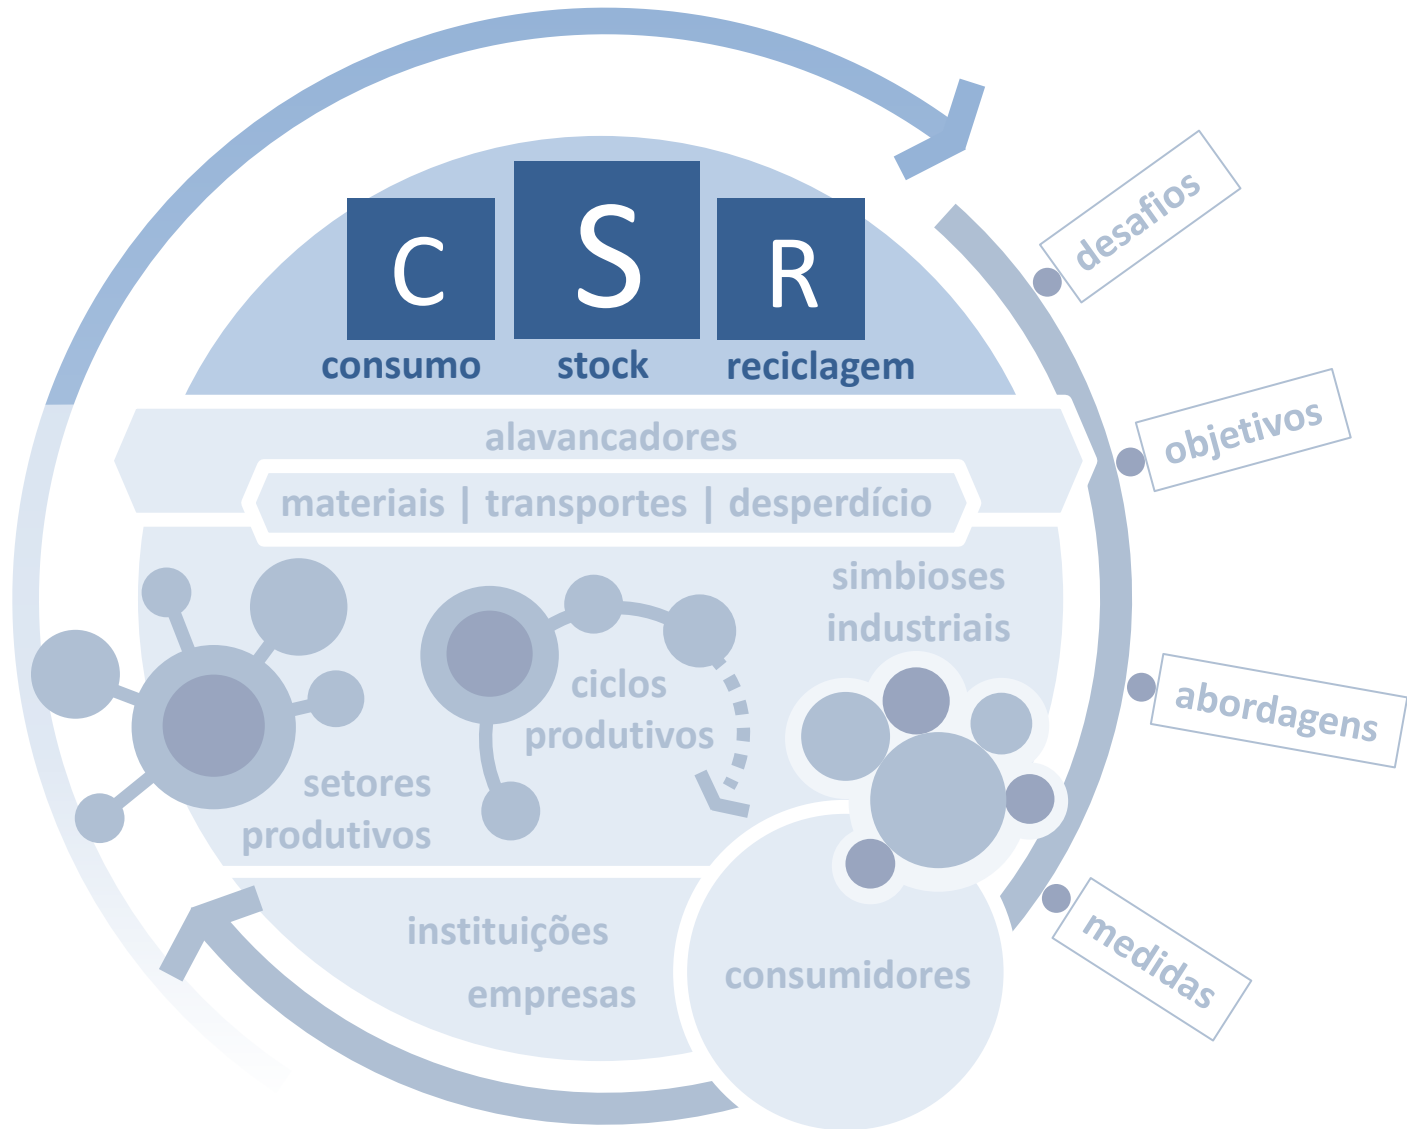 C S R
consumo stock reciclagem
alavancadores
materiais | transportes | desperdício
simbioses
industriais
ciclos
produtivos
setores
produtivos
instituições
empresas
consumidores
desafios
objetivos
abordagens
medidas